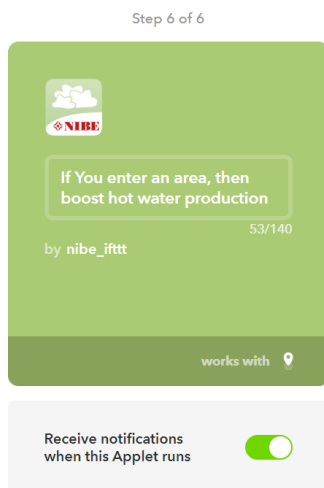 Step 6 of 6
NIBE
If You enter an area, then
boost hot water production
53/140
by nibe_ifttt
works with
Receive notifications
when this Applet runs